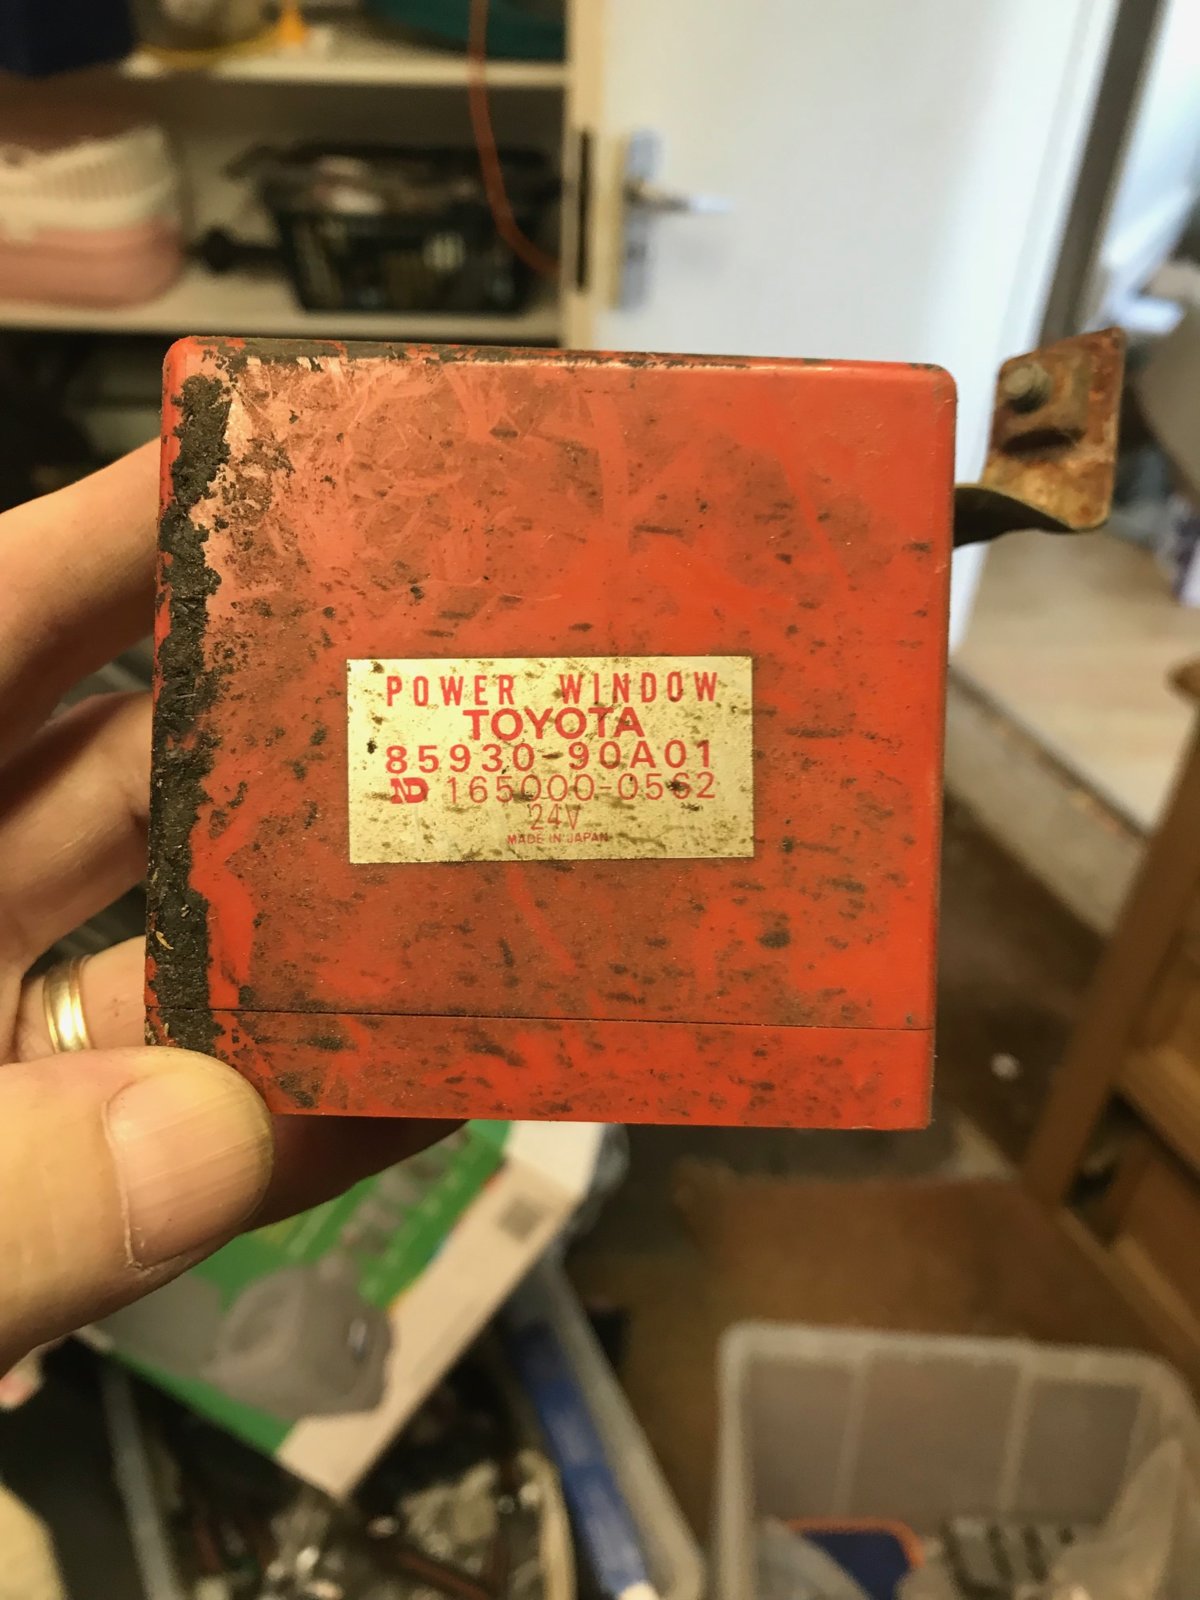 POWER WINDOW
TOYOTA
85930-90A01
ND 165000-0562
24V
MADE IN JAPAN